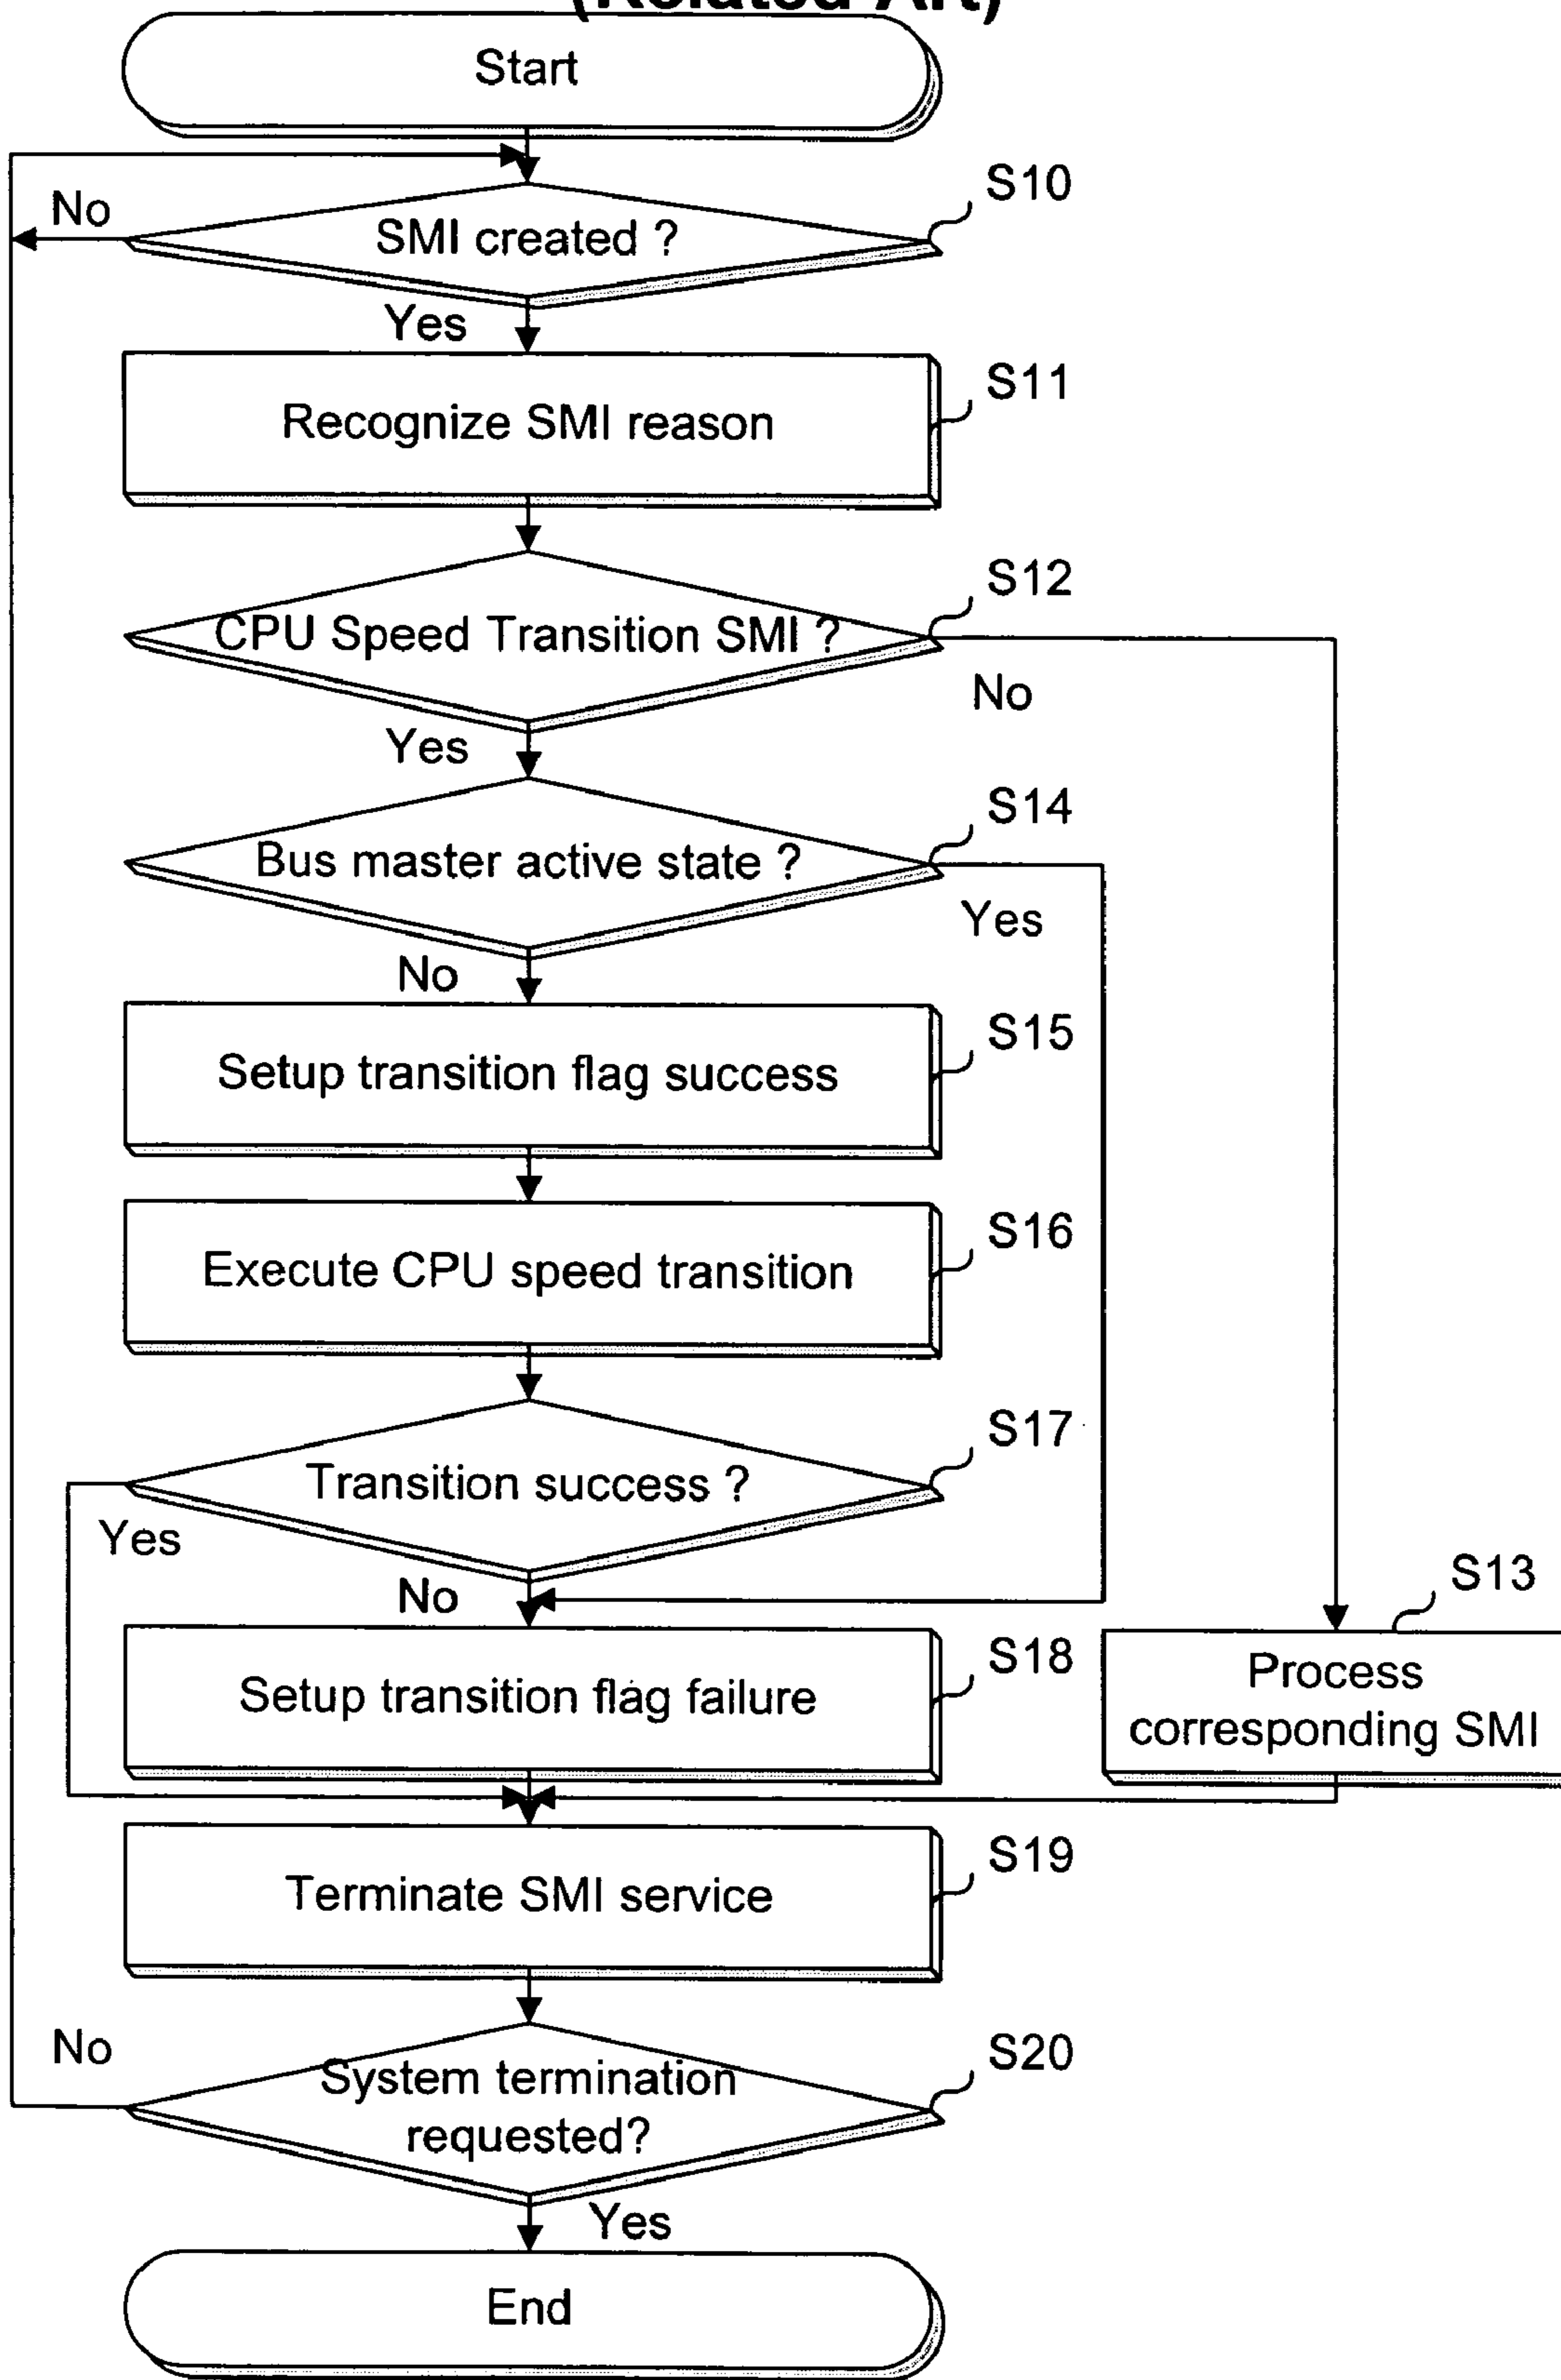 (Related Art)
Start
S10
No
SMI created ?
Yes
S11
Recognize SMI reason
S12
CPU Speed Transition SMI ?
No
Yes
S14
Bus master active state ?
Yes
No
S15
Setup transition flag success
S16
Execute CPU speed transition
S17
Transition success ?
Yes
No
S13
S18
Setup transition flag failure
Process
corresponding SMI
S19
Terminate SMI service
No
S20
System termination
requested?
Yes
End